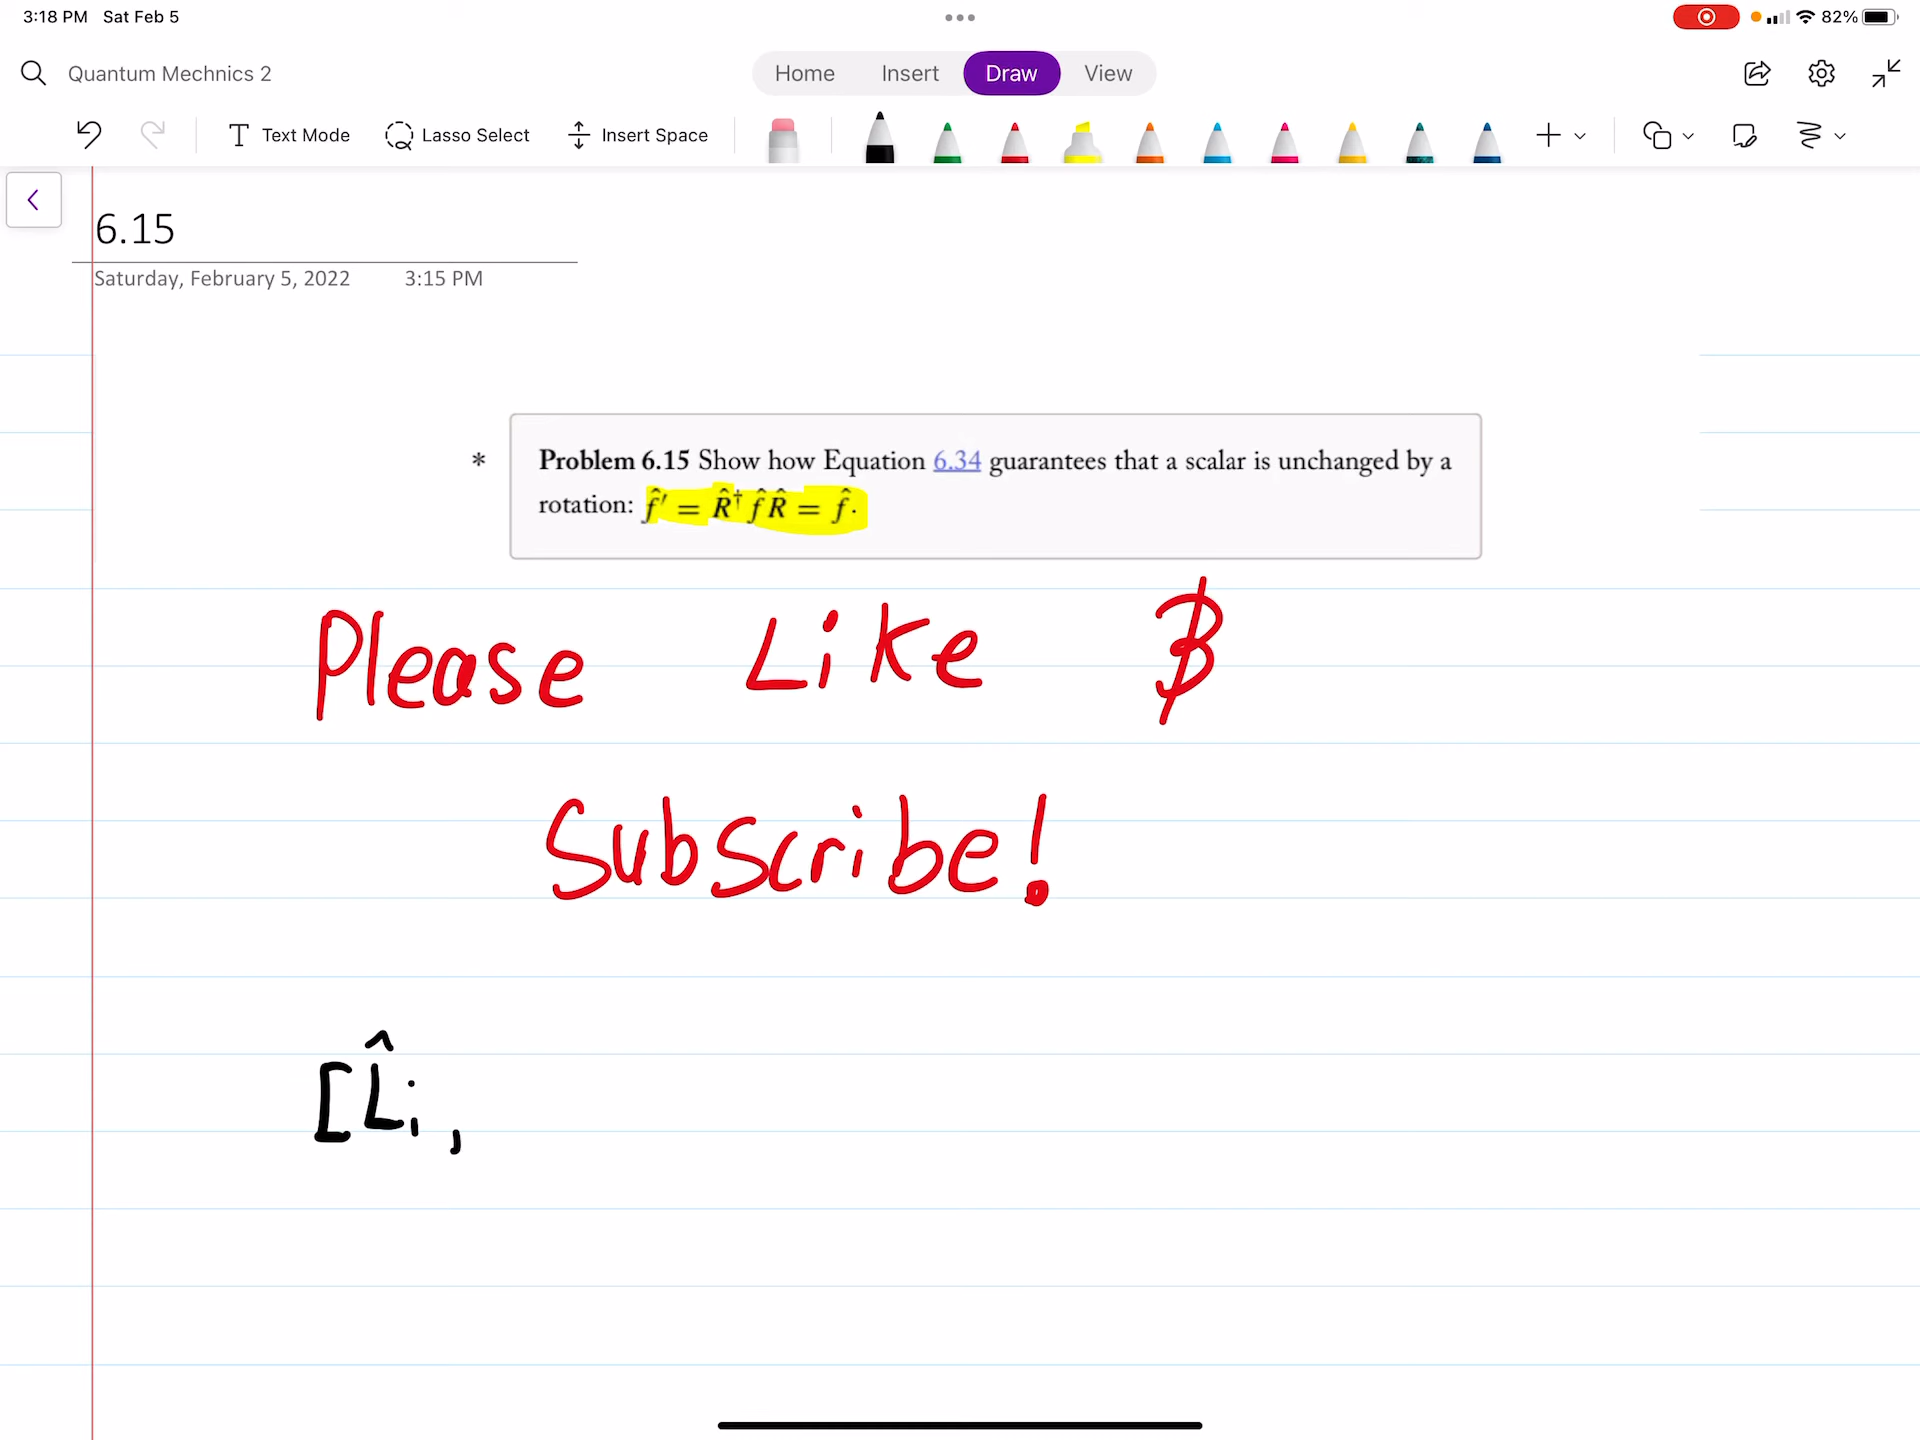 3:18 PM Sat Feb 5
82%
Quantum Mechnics 2
Home Insert Draw View
Text Mode Lasso Select Insert Space
6.15
Saturday, February 5, 2022 3:15 PM
* Problem 6.15 Show how Equation 6.34 guarantees that a scalar is unchanged by a
rotation: f̂′ = R̂† f̂ R̂ = f̂.
Please Like &
Subscribe!
[L̂i,